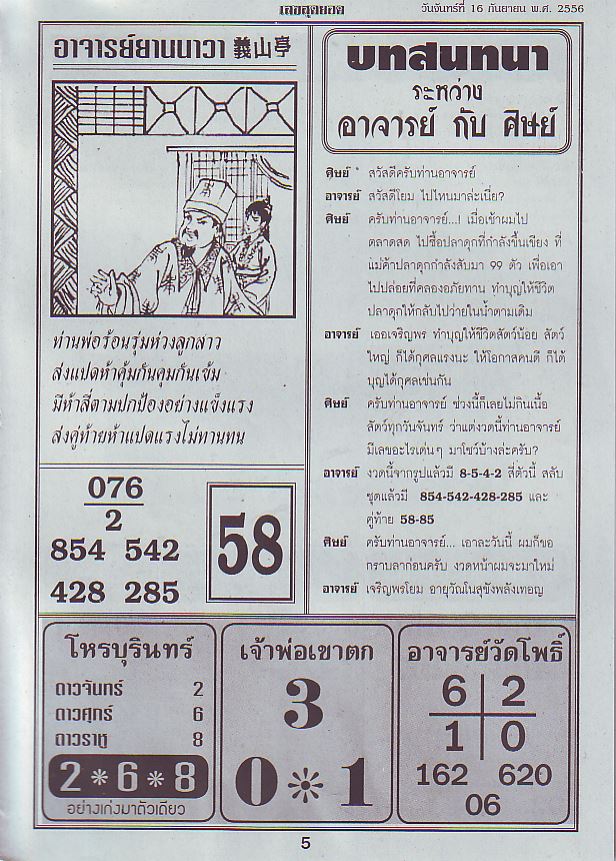 เลขสุดยอด
วันจันทร์ที่ 16 กันยายน พ.ศ. 2556
อาจารย์ยานนาวา 義山亭
ท่านพ่อร้อนรุ่มห่วงลูกสาว
ส่งแปดห้าคุ้มกันคุมกันเข้ม
มีห้าสี่ตามปกป้องอย่างแข็งแรง
ส่งคู่ท้ายห้าแปดแรงไม่ทานทน
076
2
854 542
428 285
58
บทสนทนา
ระหว่าง
อาจารย์ กับ ศิษย์
ศิษย์ สวัสดีครับท่านอาจารย์
อาจารย์ สวัสดีโยม ไปไหนมาล่ะเนี่ย?
ศิษย์ ครับท่านอาจารย์...! เมื่อเช้าผมไป
ตลาดสด ไปซื้อปลาดุกที่กำลังขึ้นเขียง ที่
แม่ค้าปลาดุกกำลังสับมา 99 ตัว เพื่อเอา
ไปปล่อยที่คลองอภัยทาน ทำบุญให้ชีวิต
ปลาดุกให้กลับไปว่ายในน้ำตามเดิม
อาจารย์ เออเจริญพร ทำบุญให้ชีวิตสัตว์น้อย สัตว์
ใหญ่ ก็ได้กุศลแรงนะ ให้โอกาสคนดี ก็ได้
บุญได้กุศลเช่นกัน
ศิษย์ ครับท่านอาจารย์ ช่วงนี้ก็เลยไม่กินเนื้อ
สัตว์ทุกวันจันทร์ ว่าแต่งวดนี้ท่านอาจารย์
มีเลขอะไรเด่นๆ มาโชว์บ้างล่ะครับ?
อาจารย์ งวดนี้จากรูปแล้วมี 8-5-4-2 สี่ตัวนี้ สลับ
ชุดแล้วมี 854-542-428-285 และ
คู่ท้าย 58-85
ศิษย์ ครับท่านอาจารย์... เอาละวันนี้ ผมก็ขอ
กราบลาก่อนครับ งวดหน้าผมจะมาใหม่
อาจารย์ เจริญพรโยม อายุวัณโนสุขังพลังเทอญ
โหรบุรินทร์
ดาวจันทร์ 2
ดาวศุกร์ 6
ดาวราหู 8
2*6*8
อย่างเก่งมาตัวเดียว
เจ้าพ่อเขาตก
3
0*1
อาจารย์วัดโพธิ์
6 2
1 0
162 620
06
5